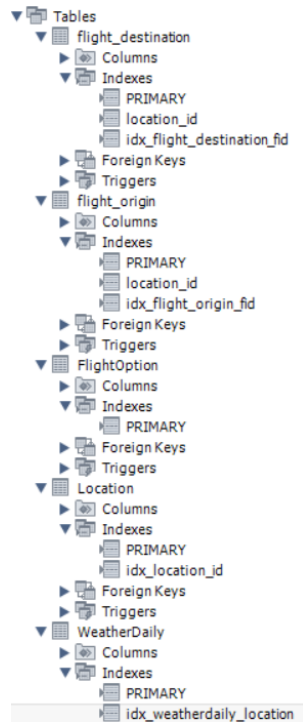 Tables
flight_destination
Columns
Indexes
PRIMARY
location_id
idx_flight_destination_fid
Foreign Keys
Triggers
flight_origin
Columns
Indexes
PRIMARY
location_id
idx_flight_origin_fid
Foreign Keys
Triggers
FlightOption
Columns
Indexes
PRIMARY
Foreign Keys
Triggers
Location
Columns
Indexes
PRIMARY
idx_location_id
Foreign Keys
Triggers
WeatherDaily
Columns
Indexes
PRIMARY
idx_weatherdaily_location